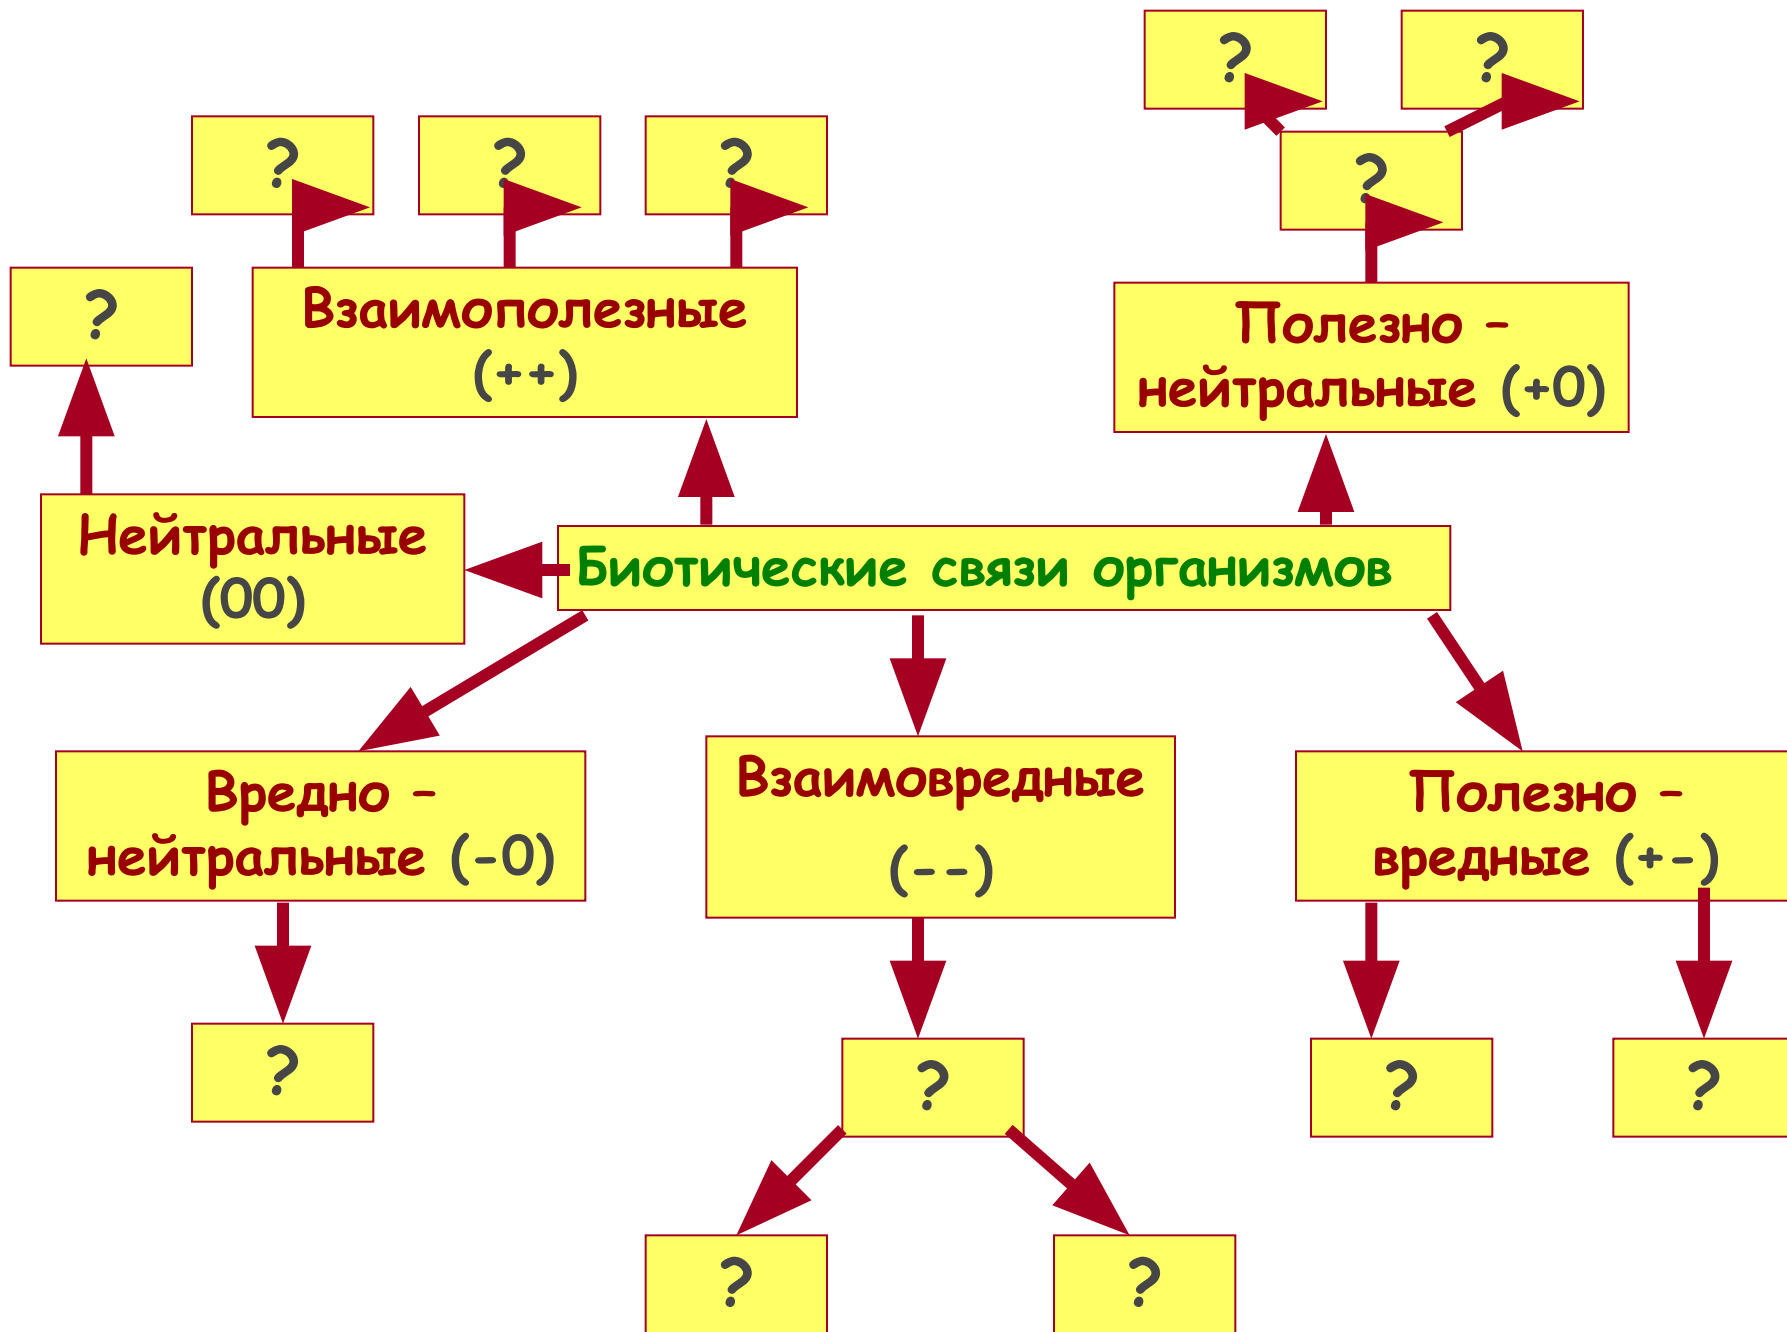 ?
?
?
?
?
?
?
Взаимополезные
(++)
Полезно –
нейтральные (+0)
Нейтральные
(00)
Биотические связи организмов
Вредно –
нейтральные (-0)
Взаимовредные
(--)
Полезно –
вредные (+-)
?
?
?
?
?
?